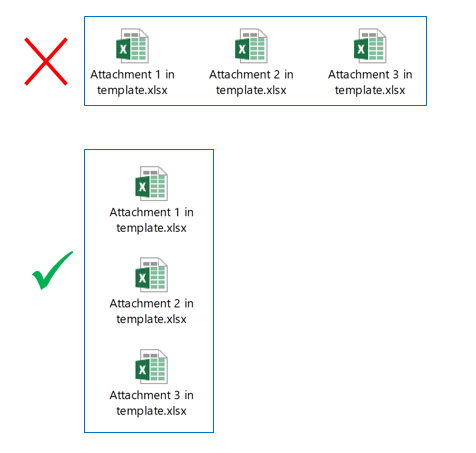 Attachment 1 in
template.xlsx
Attachment 2 in
template.xlsx
Attachment 3 in
template.xlsx
Attachment 1 in
template.xlsx
Attachment 2 in
template.xlsx
Attachment 3 in
template.xlsx